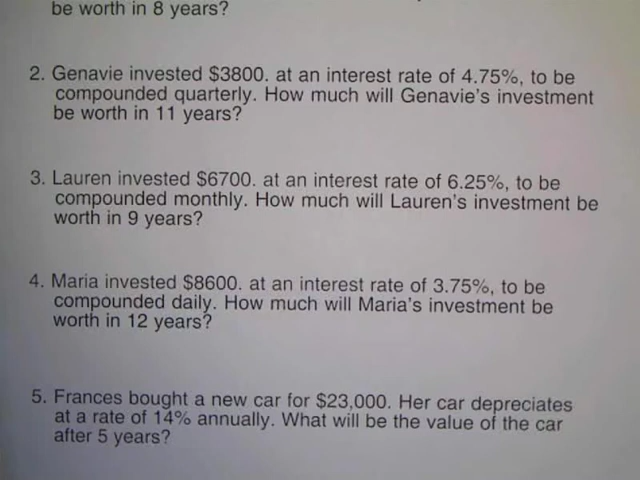 be worth in 8 years?
2. Genavie invested $3800. at an interest rate of 4.75%, to be
compounded quarterly. How much will Genavie's investment
be worth in 11 years?
3. Lauren invested $6700. at an interest rate of 6.25%, to be
compounded monthly. How much will Lauren's investment be
worth in 9 years?
4. Maria invested $8600. at an interest rate of 3.75%, to be
compounded daily. How much will Maria's investment be
worth in 12 years?
5. Frances bought a new car for $23,000. Her car depreciates
at a rate of 14% annually. What will be the value of the car
after 5 years?